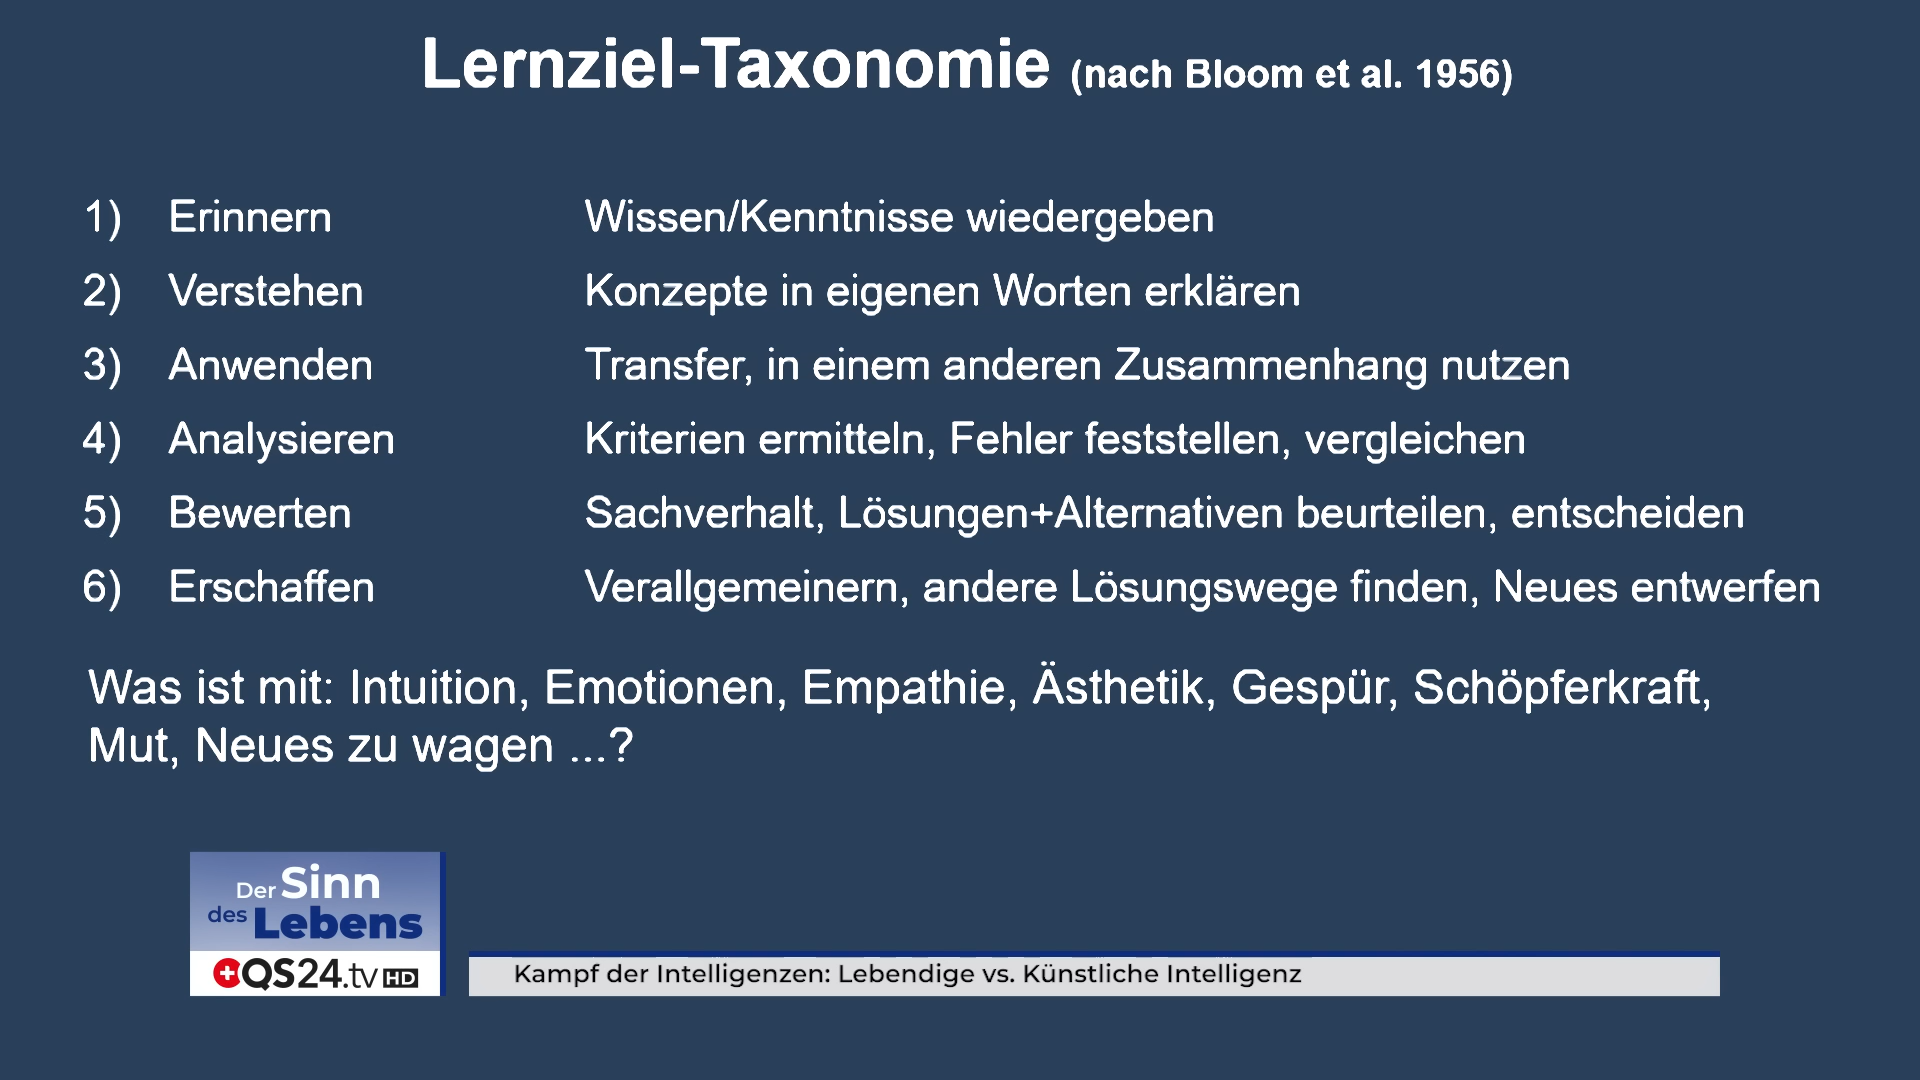 Lernziel-Taxonomie (nach Bloom et al. 1956)
1) Erinnern Wissen/Kenntnisse wiedergeben
2) Verstehen Konzepte in eigenen Worten erklären
3) Anwenden Transfer, in einem anderen Zusammenhang nutzen
4) Analysieren Kriterien ermitteln, Fehler feststellen, vergleichen
5) Bewerten Sachverhalt, Lösungen+Alternativen beurteilen, entscheiden
6) Erschaffen Verallgemeinern, andere Lösungswege finden, Neues entwerfen
Was ist mit: Intuition, Emotionen, Empathie, Ästhetik, Gespür, Schöpferkraft,
Mut, Neues zu wagen ...?
Der Sinn
des Lebens
QS24.tv HD
Kampf der Intelligenzen: Lebendige vs. Künstliche Intelligenz